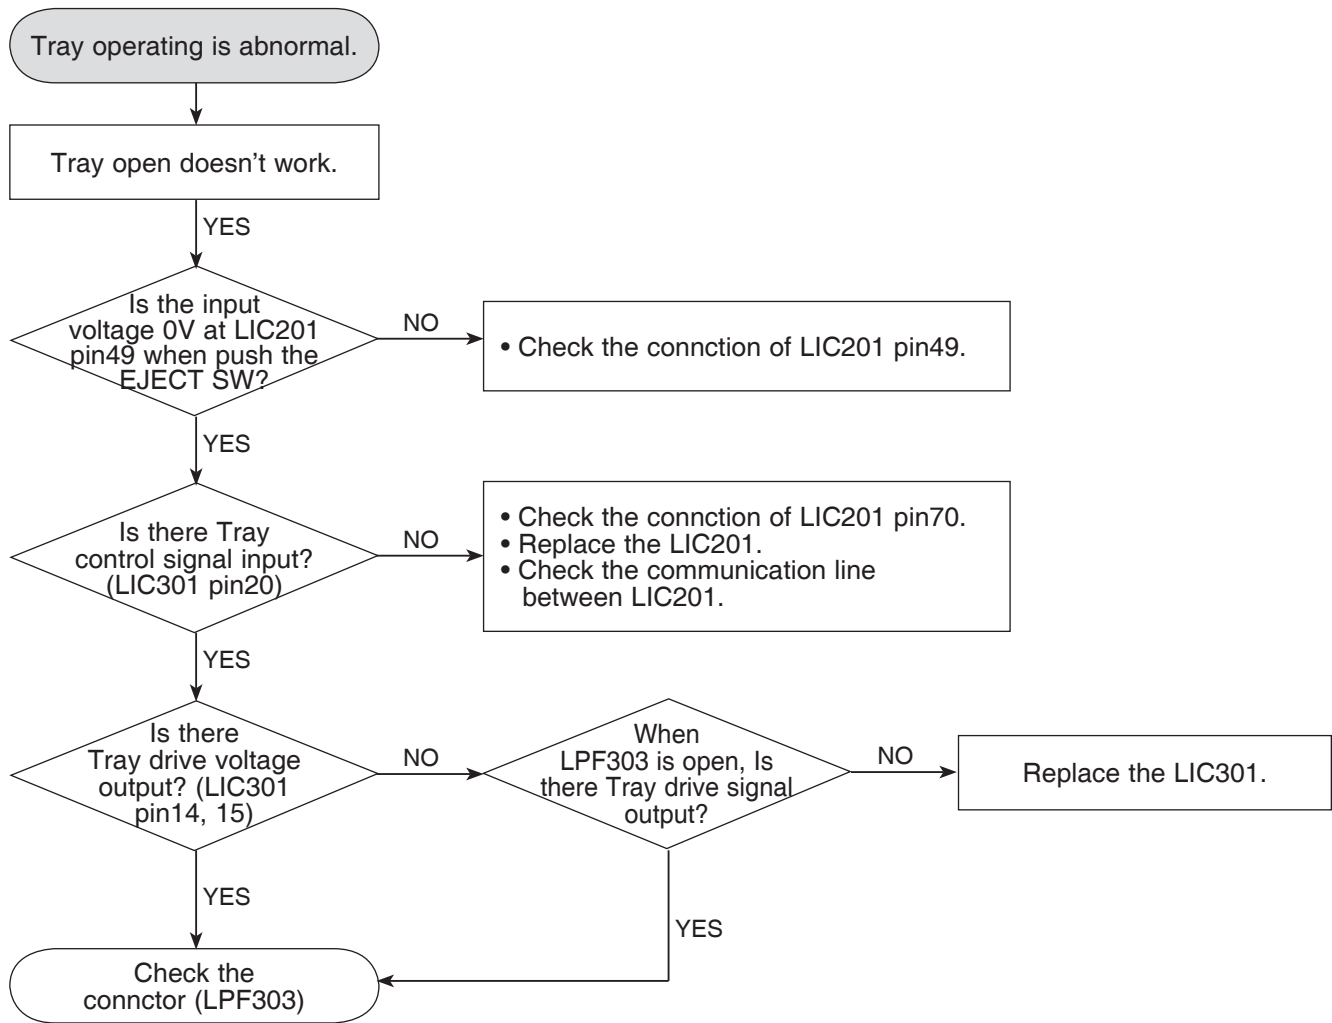 Tray operating is abnormal.
Tray open doesn't work.
YES
Is the input
voltage 0V at LIC201
pin49 when push the
EJECT SW?
NO
• Check the connction of LIC201 pin49.
YES
Is there Tray
control signal input?
(LIC301 pin20)
NO
• Check the connction of LIC201 pin70.
• Replace the LIC201.
• Check the communication line
between LIC201.
YES
Is there
Tray drive voltage
output? (LIC301
pin14, 15)
NO
When
LPF303 is open, Is
there Tray drive signal
output?
NO
Replace the LIC301.
YES
YES
Check the
connctor (LPF303)